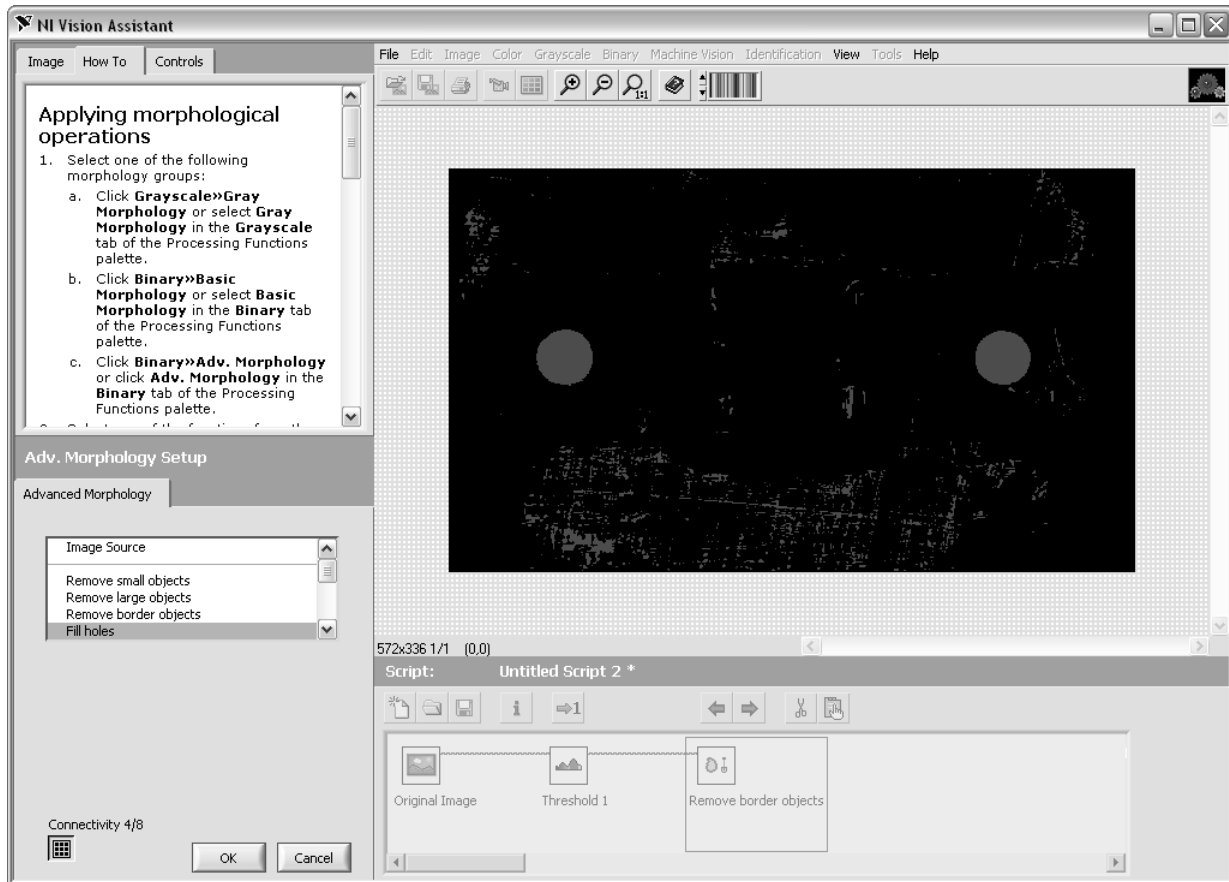 NI Vision Assistant
Image How To Controls
File Edit Image Color Grayscale Binary Machine Vision Identification View Tools Help
1:1
Applying morphological
operations
1. Select one of the following
morphology groups:
a. Click Grayscale»Gray
Morphology or select Gray
Morphology in the Grayscale
tab of the Processing Functions
palette.
b. Click Binary»Basic
Morphology or select Basic
Morphology in the Binary tab
of the Processing Functions
palette.
c. Click Binary»Adv. Morphology
or click Adv. Morphology in the
Binary tab of the Processing
Functions palette.
Adv. Morphology Setup
Advanced Morphology
Image Source
Remove small objects
Remove large objects
Remove border objects
Fill holes
Connectivity 4/8
OK Cancel
572x336 1/1 (0,0)
Script: Untitled Script 2 *
1
Original Image Threshold 1 Remove border objects